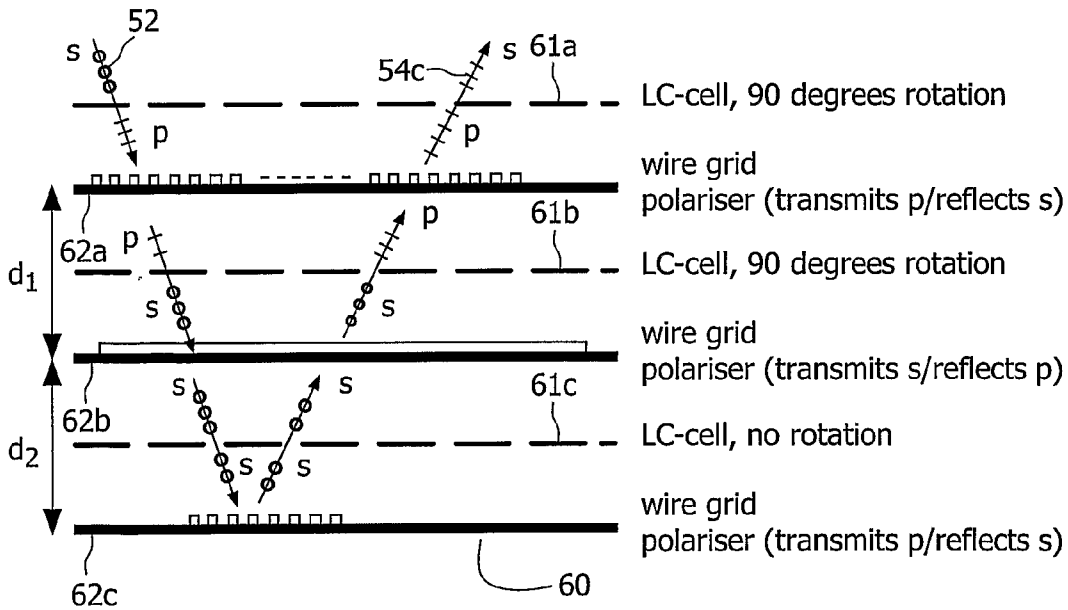 s 52 54c s 61a
LC-cell, 90 degrees rotation
p p
wire grid
polariser (transmits p/reflects s)
62a p p 61b
d1 LC-cell, 90 degrees rotation
s s
wire grid
polariser (transmits s/reflects p)
62b s s 61c
d2 LC-cell, no rotation
s s
wire grid
polariser (transmits p/reflects s)
62c 60